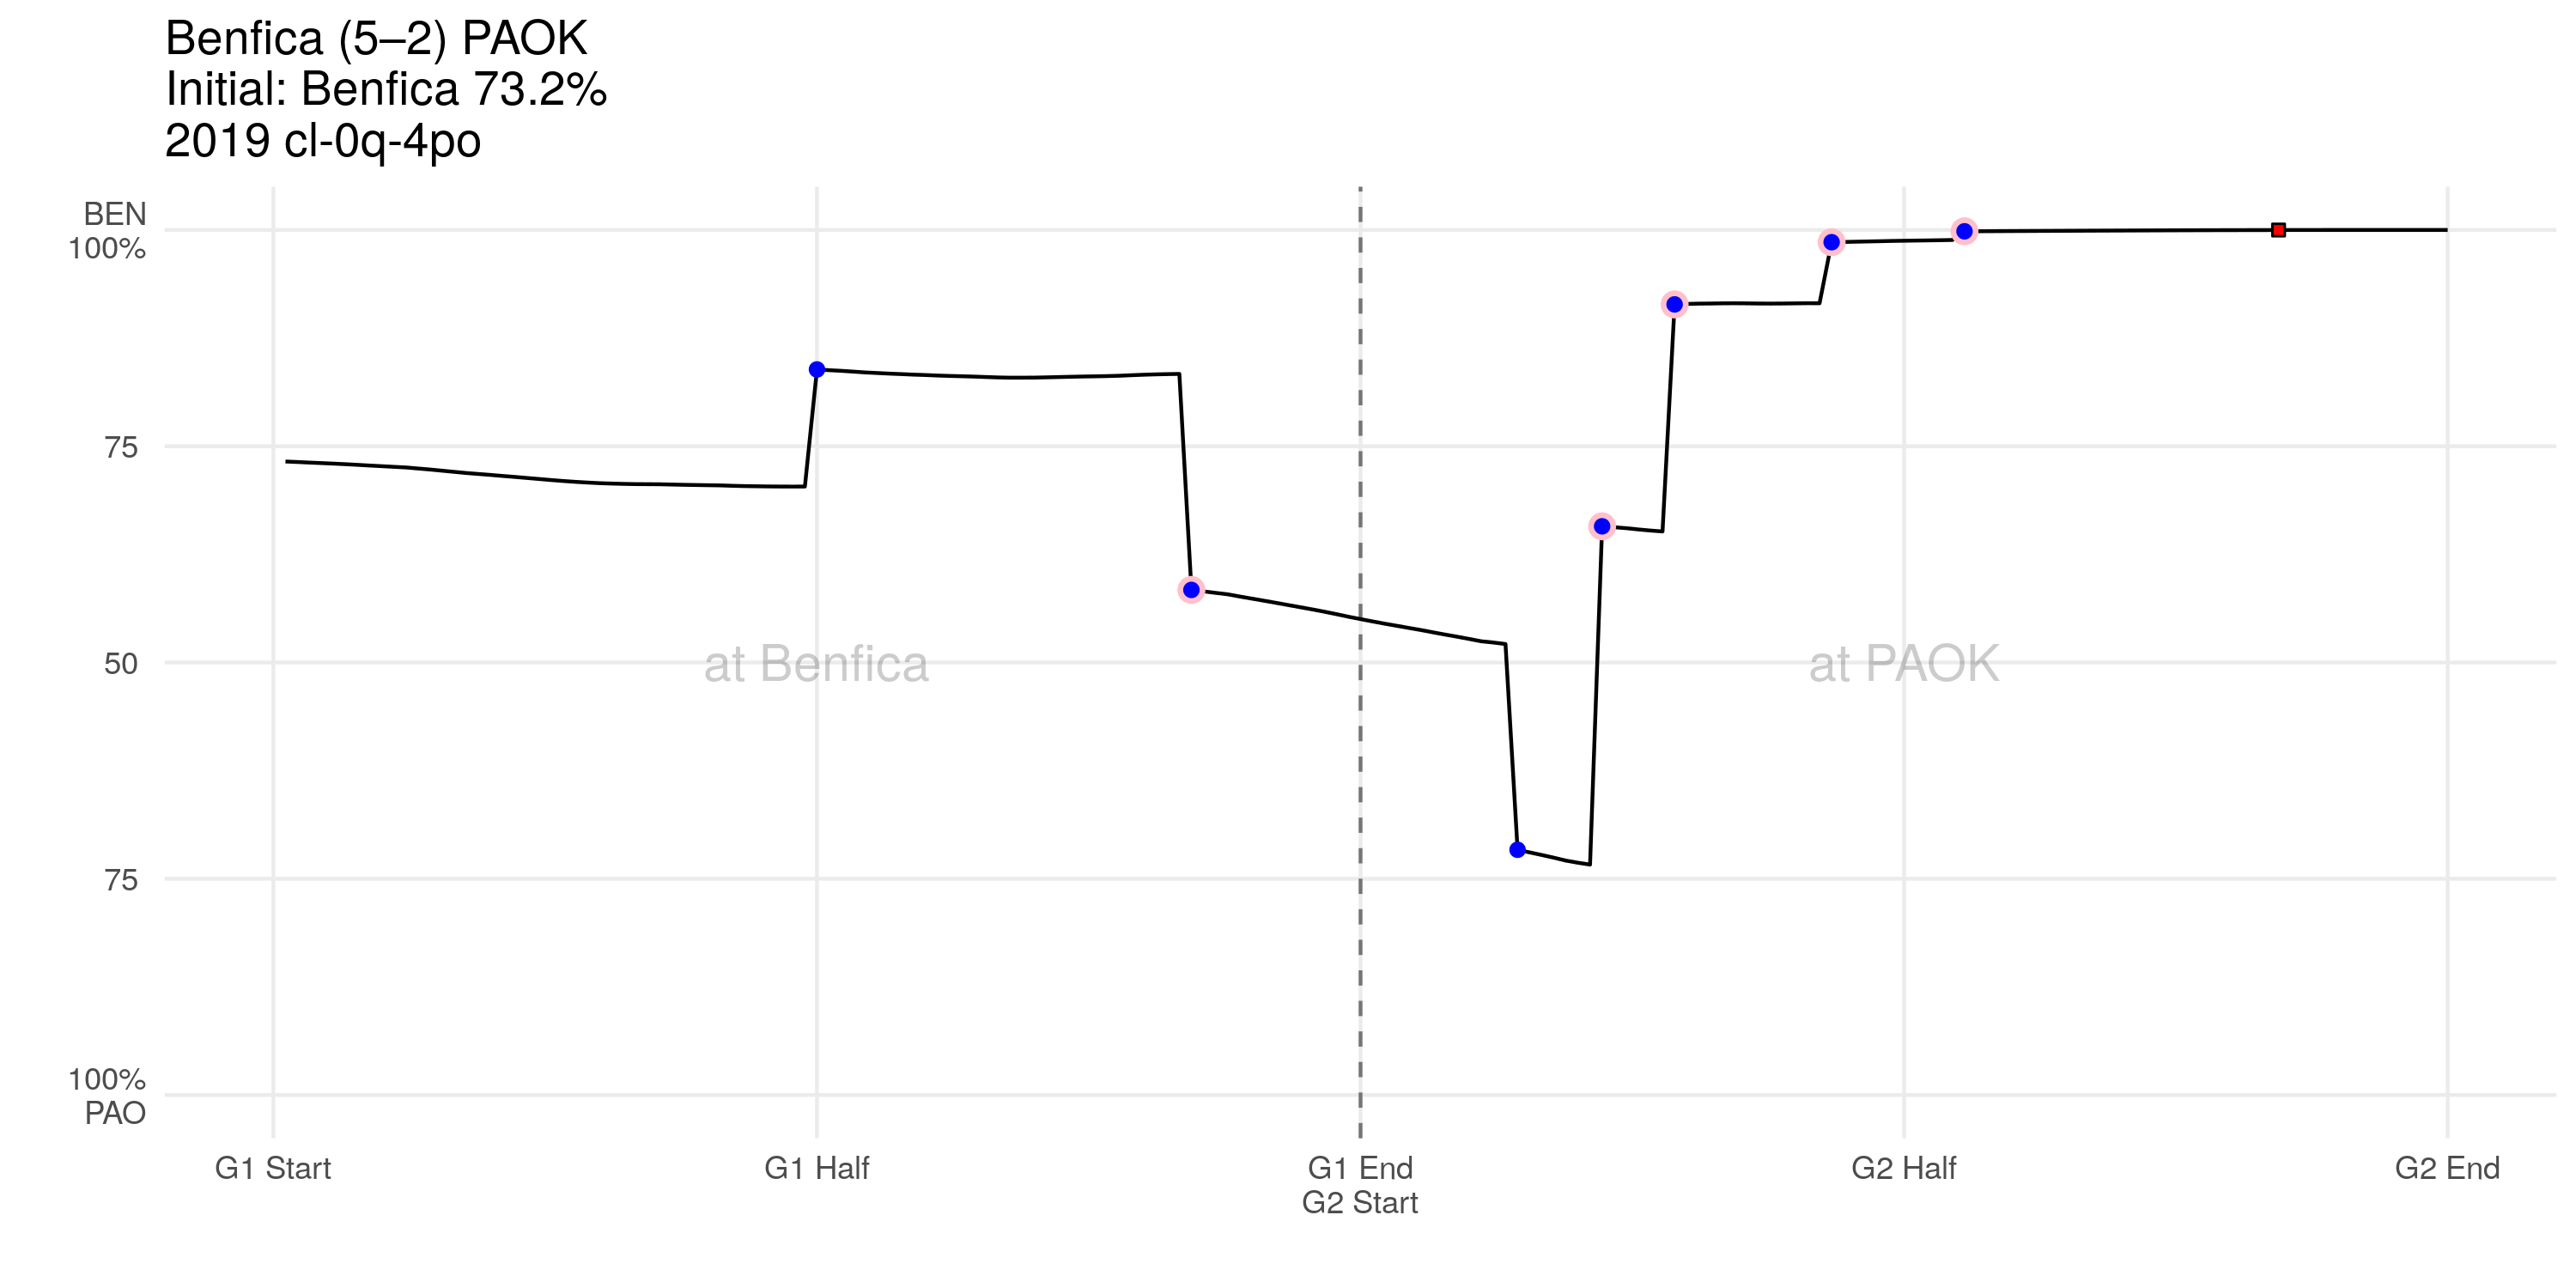 Benfica (5–2) PAOK
Initial: Benfica 73.2%
2019 cl-0q-4po
BEN
100%
75
50
75
100%
PAO
at Benfica
at PAOK
G1 Start
G1 Half
G1 End
G2 Start
G2 Half
G2 End